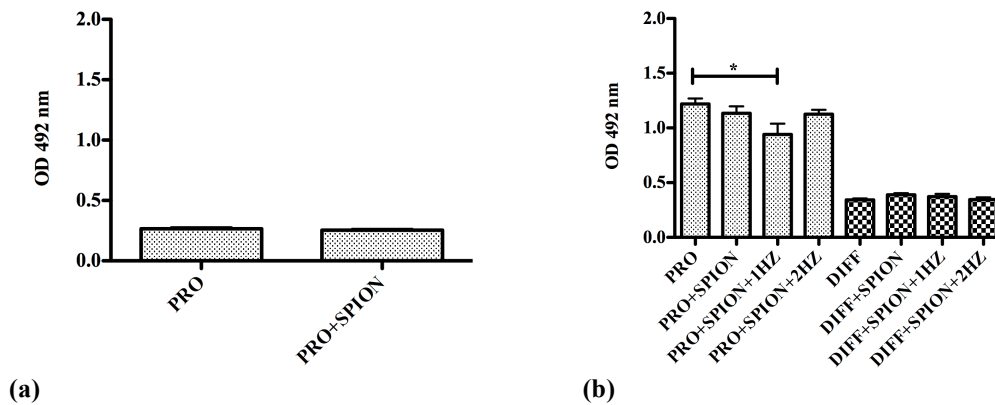 2.0
1.5
1.0
0.5
0.0
OD 492 nm
PRO
PRO+SPION
(a)
2.0
1.5
1.0
0.5
0.0
OD 492 nm
*
PRO
PRO+SPION
PRO+SPION+1HZ
PRO+SPION+2HZ
DIFF
DIFF+SPION
DIFF+SPION+1HZ
DIFF+SPION+2HZ
(b)